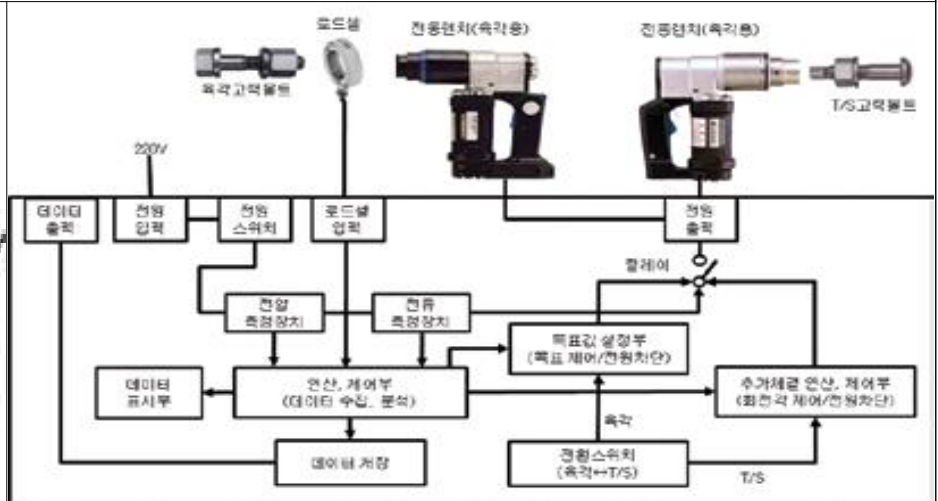 로드셀
전동렌치(육각용)
전동렌치(육각용)
육각고력볼트
T/S고력볼트
220V
데이터
출력
전원
입력
전원
스위치
로드셀
입력
전원
출력
릴레이
전압
측정장치
전류
측정장치
목표값 설정부
(목표 제어/전원차단)
데이터
표시부
연산, 제어부
(데이터 수집, 분석)
추가체결 연산, 제어부
(회전각 제어/전원차단)
육각
데이터 저장
전환스위치
(육각↔T/S)
T/S